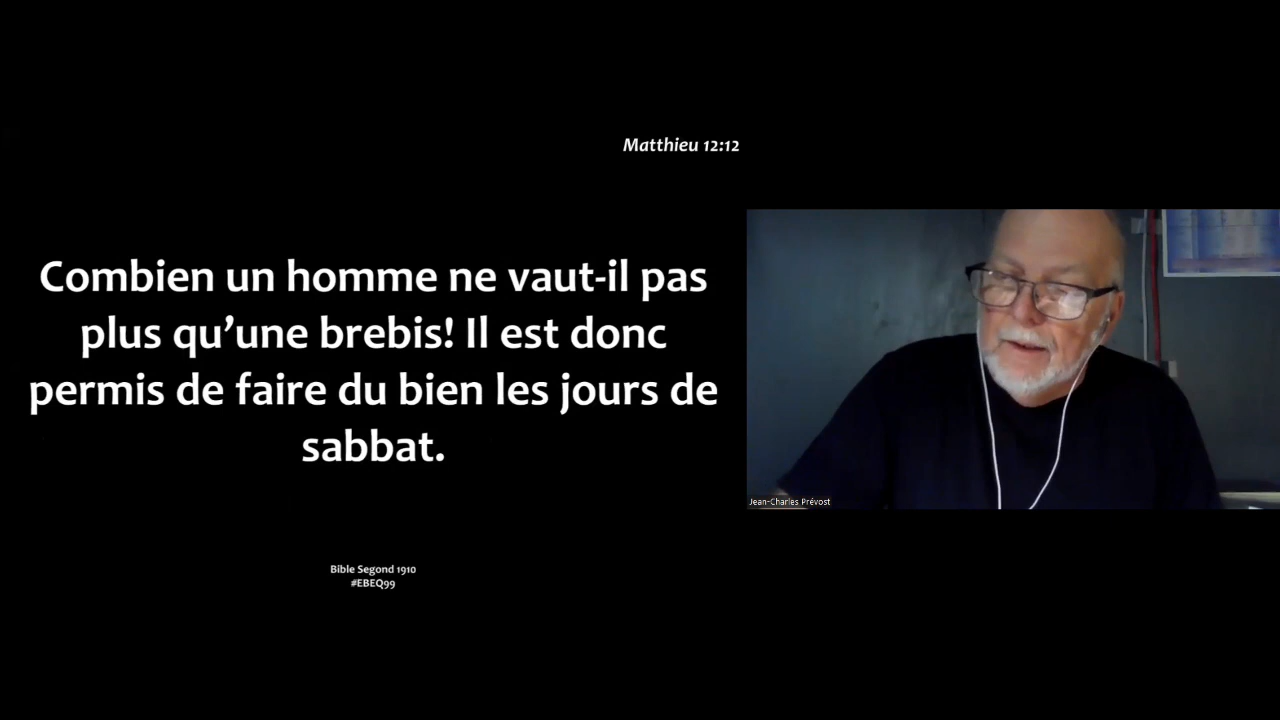 Matthieu 12:12
Combien un homme ne vaut-il pas
plus qu’une brebis! Il est donc
permis de faire du bien les jours de
sabbat.
Jean-Charles Prévost
Bible Segond 1910
#EBEQ99